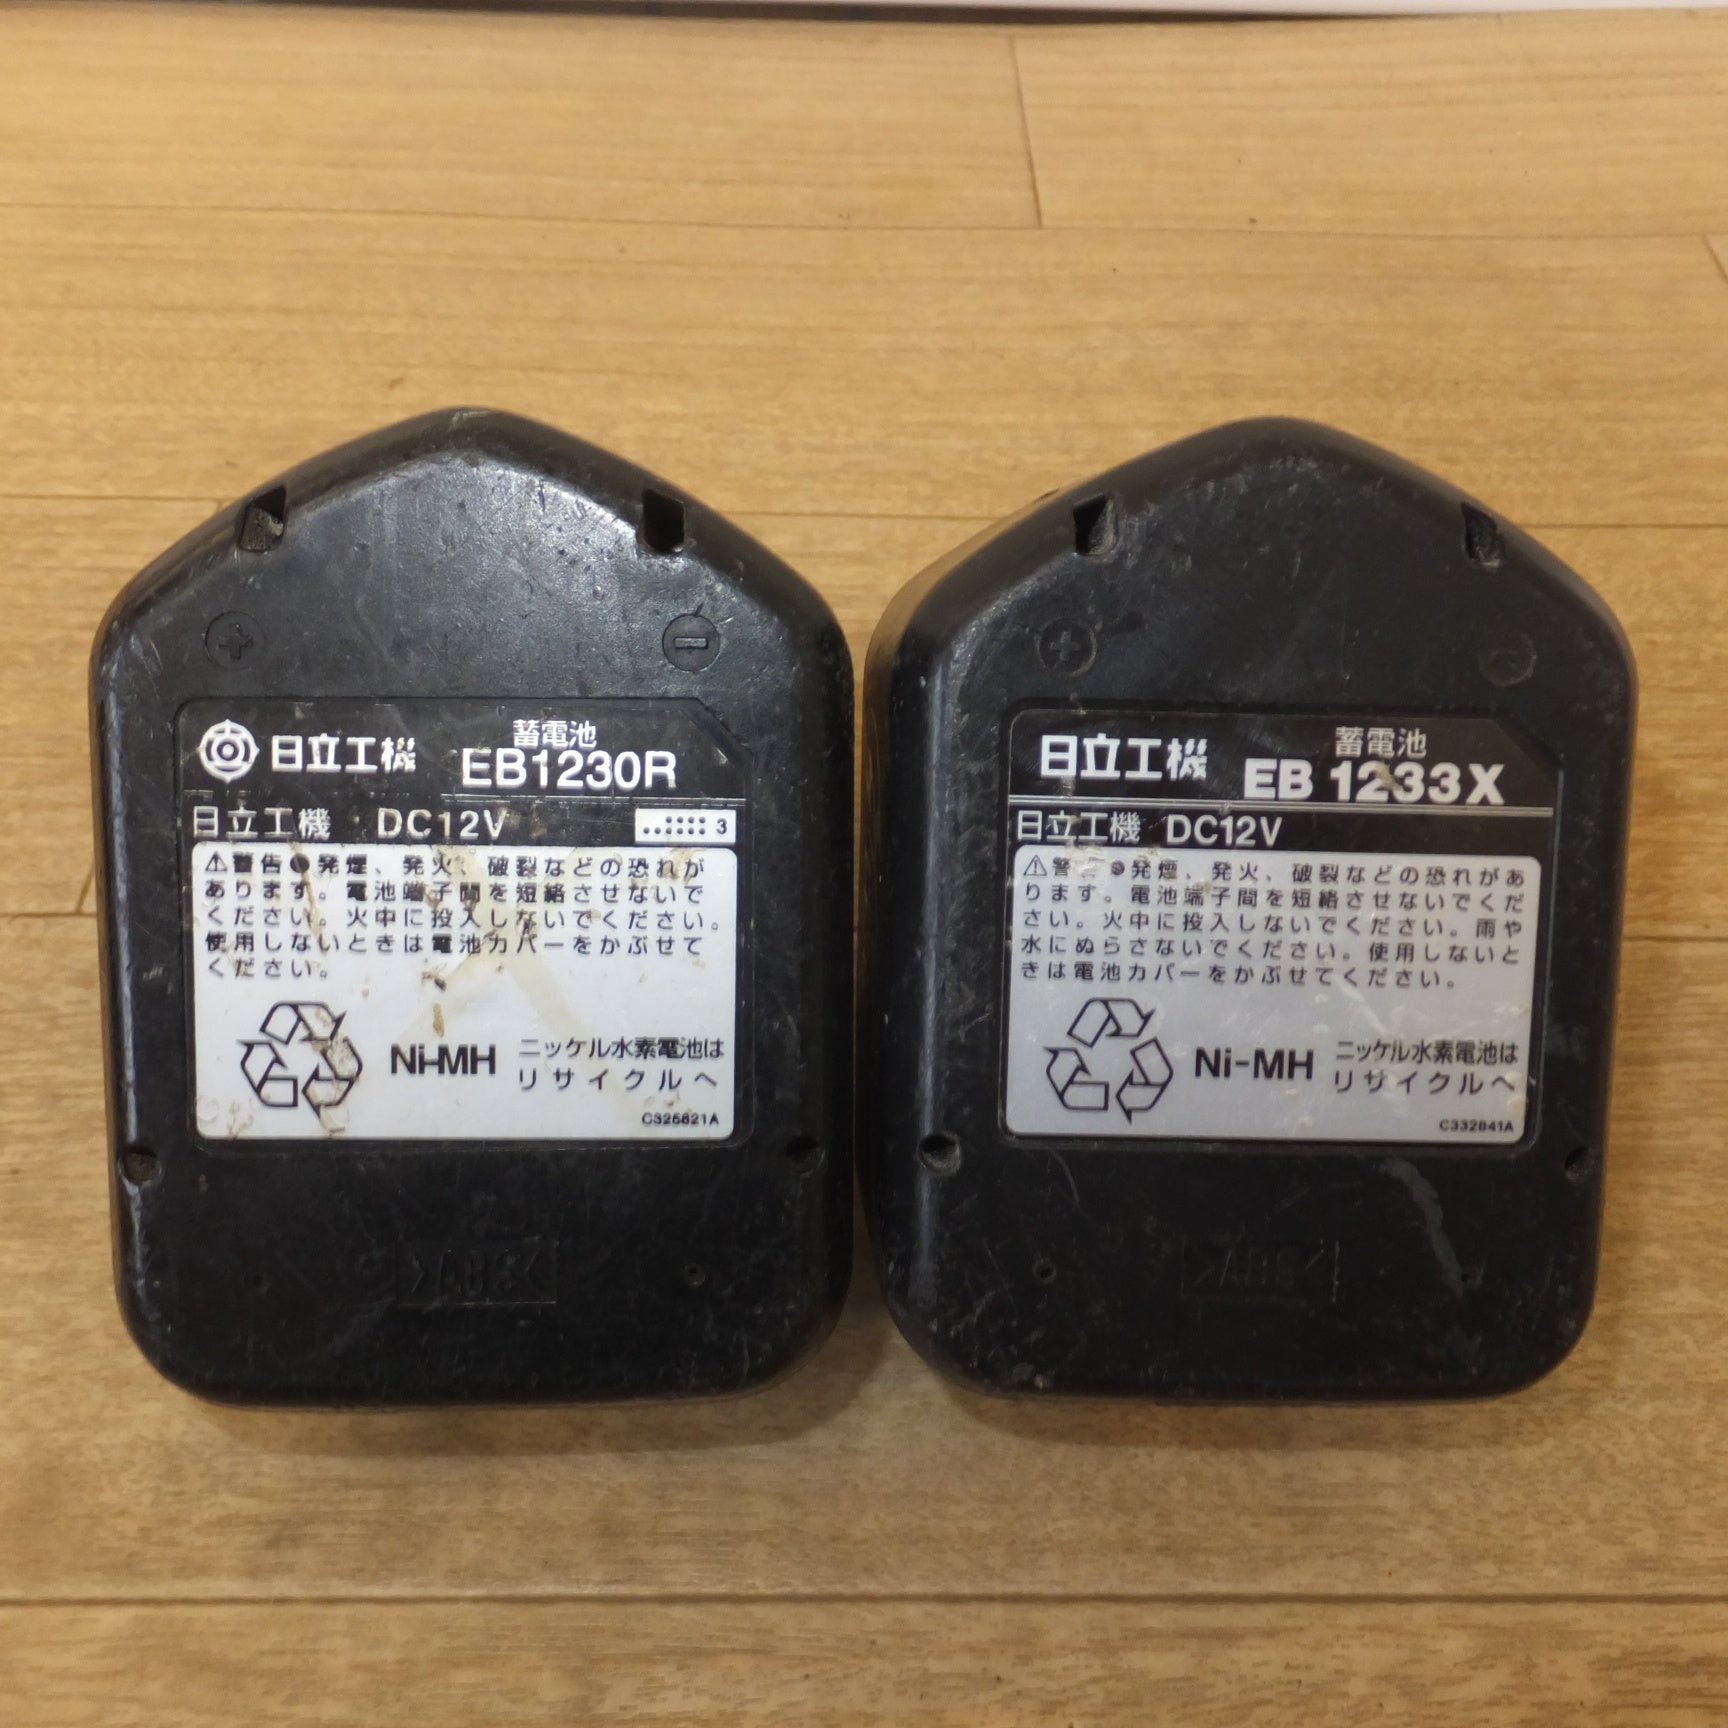 日立工機
蓄電池
EB1230R
日立工機 DC12V
3
⚠警告●発煙、発火、破裂などの恐れが
あります。電池端子間を短絡させないで
ください。火中に投入しないでください。
使用しないときは電池カバーをかぶせて
ください。
Ni-MH
ニッケル水素電池は
リサイクルへ
C325821A
>ABS<
日立工機
蓄電池
EB 1233X
日立工機 DC12V
⚠警 ●発煙、発火、破裂などの恐れがあ
ります。電池端子間を短絡させないでくだ
さい。火中に投入しないでください。雨や
水にぬらさないでください。使用しないと
きは電池カバーをかぶせてください。
Ni-MH
ニッケル水素電池は
リサイクルへ
C332841A
>ABS<